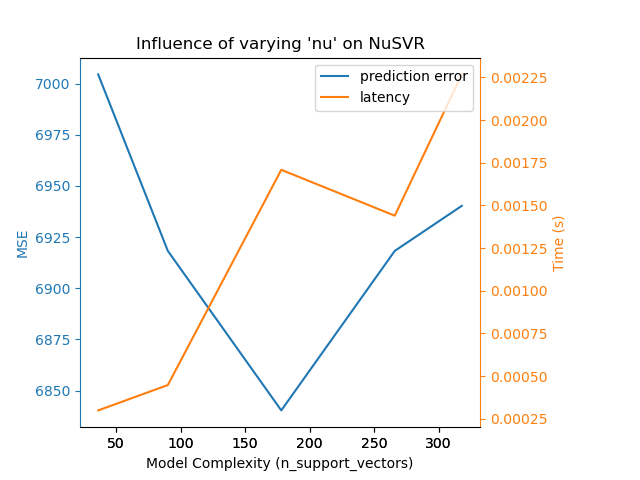 Influence of varying 'nu' on NuSVR
prediction error
latency
7000
6975
6950
6925
6900
6875
6850
MSE
0.00225
0.00200
0.00175
0.00150
0.00125
0.00100
0.00075
0.00050
0.00025
Time (s)
50 100 150 200 250 300
Model Complexity (n_support_vectors)